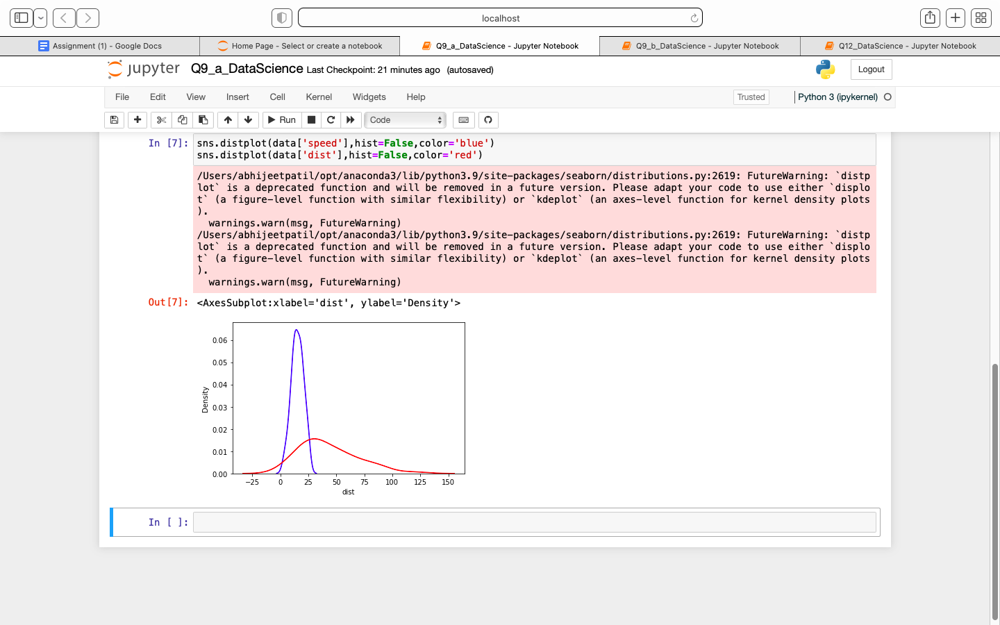 localhost
Assignment (1) - Google Docs
Home Page - Select or create a notebook
Q9_a_DataScience - Jupyter Notebook
Q9_b_DataScience - Jupyter Notebook
Q12_DataScience - Jupyter Notebook
jupyter Q9_a_DataScience Last Checkpoint: 21 minutes ago (autosaved)
Logout
File Edit View Insert Cell Kernel Widgets Help
Trusted
Python 3 (ipykernel)
Run
Code
In [7]: sns.distplot(data['speed'],hist=False,color='blue')
sns.distplot(data['dist'],hist=False,color='red')
/Users/abhijeetpatil/opt/anaconda3/lib/python3.9/site-packages/seaborn/distributions.py:2619: FutureWarning: `distp
lot` is a deprecated function and will be removed in a future version. Please adapt your code to use either `displo
t` (a figure-level function with similar flexibility) or `kdeplot` (an axes-level function for kernel density plots
).
  warnings.warn(msg, FutureWarning)
/Users/abhijeetpatil/opt/anaconda3/lib/python3.9/site-packages/seaborn/distributions.py:2619: FutureWarning: `distp
lot` is a deprecated function and will be removed in a future version. Please adapt your code to use either `displo
t` (a figure-level function with similar flexibility) or `kdeplot` (an axes-level function for kernel density plots
).
  warnings.warn(msg, FutureWarning)
Out[7]: <AxesSubplot:xlabel='dist', ylabel='Density'>
0.06
0.05
0.04
0.03
0.02
0.01
0.00
Density
−25 0 25 50 75 100 125 150
dist
In [ ]: